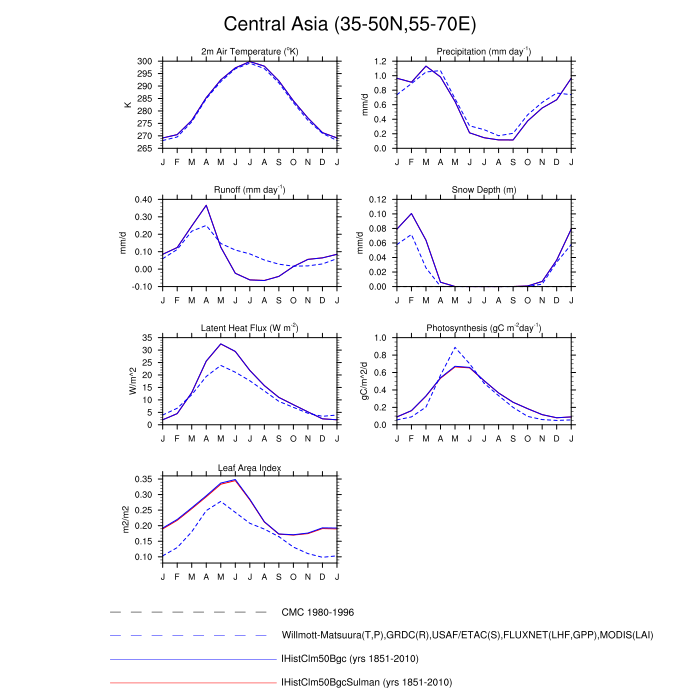 Central Asia (35-50N,55-70E)
2m Air Temperature (°K)
Precipitation (mm day⁻¹)
K
300
295
290
285
280
275
270
265
J F M A M J J A S O N D J
mm/d
1.2
1.0
0.8
0.6
0.4
0.2
0.0
J F M A M J J A S O N D J
Runoff (mm day⁻¹)
Snow Depth (m)
mm/d
0.40
0.30
0.20
0.10
0.00
-0.10
J F M A M J J A S O N D J
mm/d
0.12
0.10
0.08
0.06
0.04
0.02
0.00
J F M A M J J A S O N D J
Latent Heat Flux (W m⁻²)
Photosynthesis (gC m⁻²day⁻¹)
W/m^2
35
30
25
20
15
10
5
0
J F M A M J J A S O N D J
gC/m^2/d
1.0
0.8
0.6
0.4
0.2
0.0
J F M A M J J A S O N D J
Leaf Area Index
m2/m2
0.35
0.30
0.25
0.20
0.15
0.10
J F M A M J J A S O N D J
CMC 1980-1996
Willmott-Matsuura(T,P),GRDC(R),USAF/ETAC(S),FLUXNET(LHF,GPP),MODIS(LAI)
IHistClm50Bgc (yrs 1851-2010)
IHistClm50BgcSulman (yrs 1851-2010)